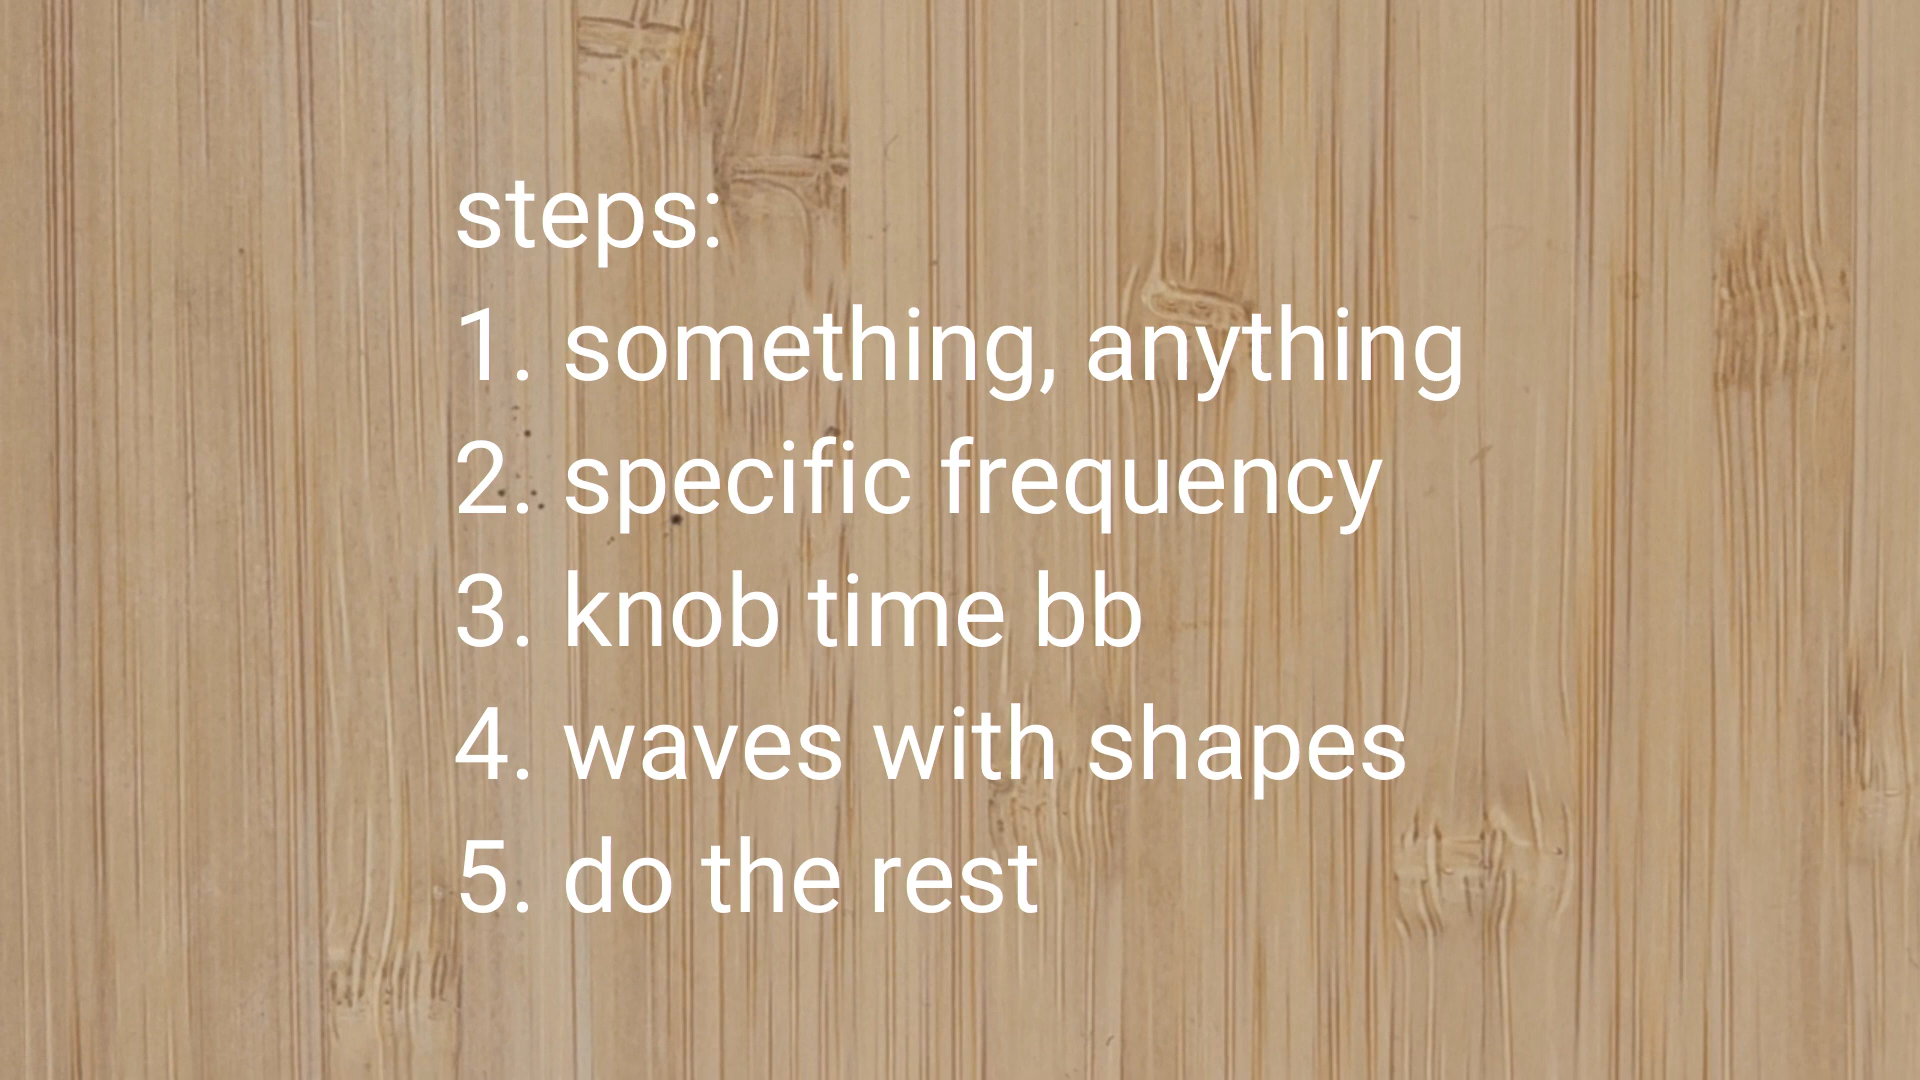 steps:
1. something, anything
2. specific frequency
3. knob time bb
4. waves with shapes
5. do the rest